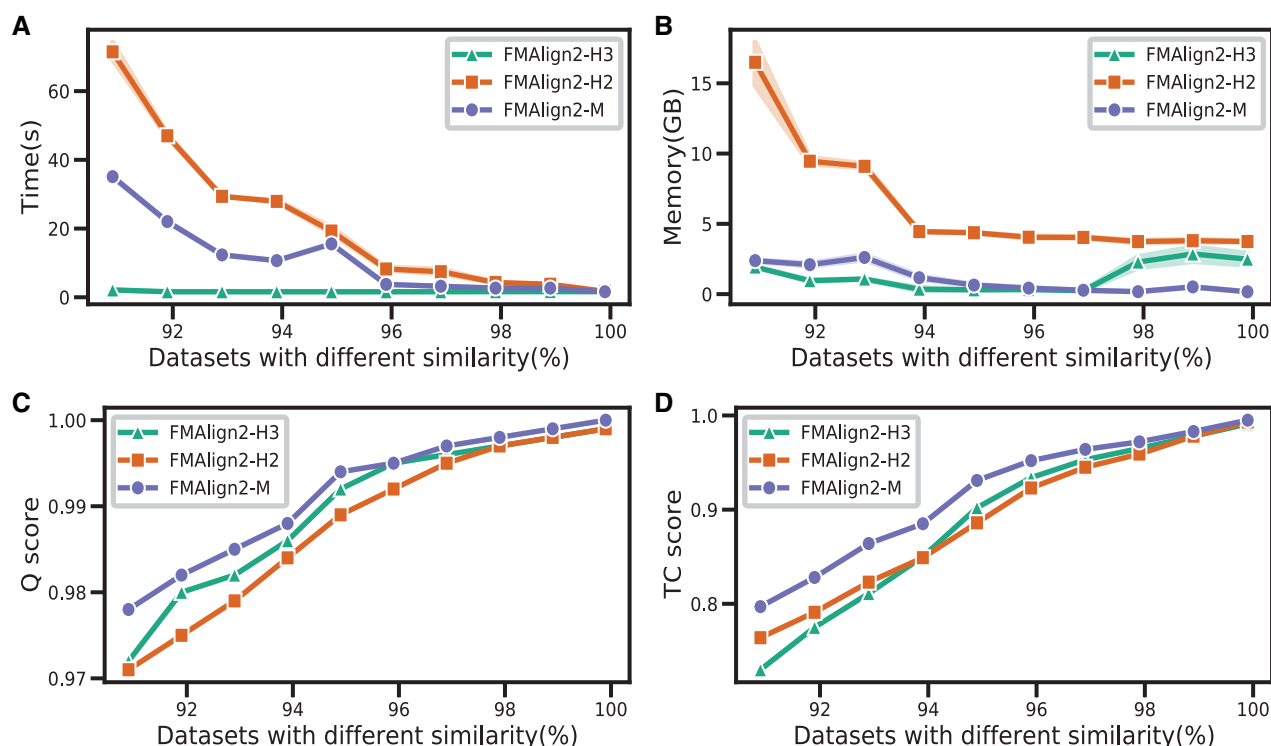 A
Time(s)
60
40
20
0
92
94
96
98
100
Datasets with different similarity(%)
FMAlign2-H3
FMAlign2-H2
FMAlign2-M
B
Memory(GB)
15
10
5
0
92
94
96
98
100
Datasets with different similarity(%)
FMAlign2-H3
FMAlign2-H2
FMAlign2-M
C
Q score
1.00
0.99
0.98
0.97
92
94
96
98
100
Datasets with different similarity(%)
FMAlign2-H3
FMAlign2-H2
FMAlign2-M
D
TC score
1.0
0.9
0.8
92
94
96
98
100
Datasets with different similarity(%)
FMAlign2-H3
FMAlign2-H2
FMAlign2-M